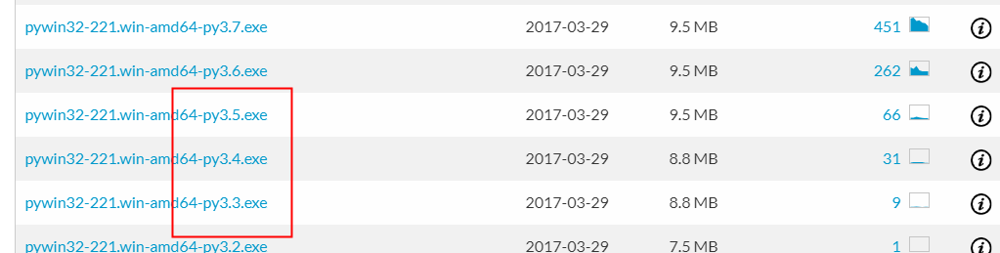 pywin32-221.win-amd64-py3.7.exe 2017-03-29 9.5 MB 451 i
pywin32-221.win-amd64-py3.6.exe 2017-03-29 9.5 MB 262 i
pywin32-221.win-amd64-py3.5.exe 2017-03-29 9.5 MB 66 i
pywin32-221.win-amd64-py3.4.exe 2017-03-29 8.8 MB 31 i
pywin32-221.win-amd64-py3.3.exe 2017-03-29 8.8 MB 9 i
pywin32-221.win-amd64-py3.2.exe 2017-03-29 7.5 MB 1 i